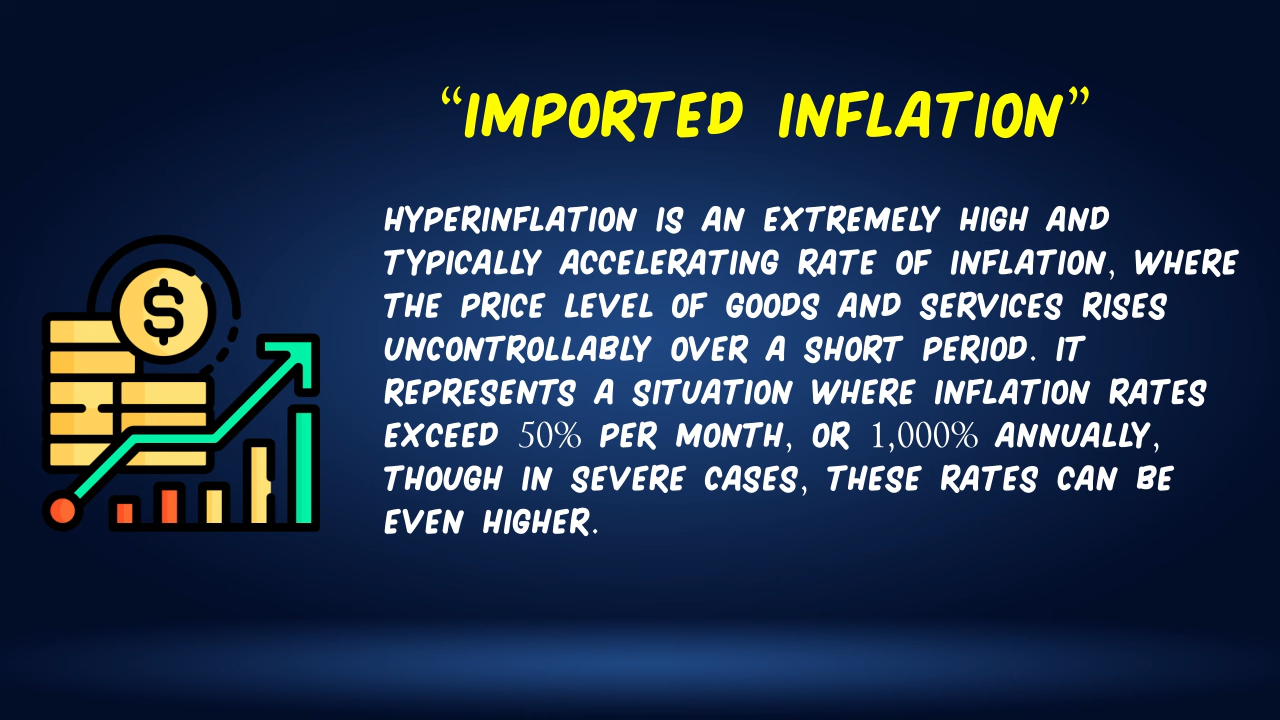 “IMPORTED INFLATION”
HYPERINFLATION IS AN EXTREMELY HIGH AND
TYPICALLY ACCELERATING RATE OF INFLATION, WHERE
THE PRICE LEVEL OF GOODS AND SERVICES RISES
UNCONTROLLABLY OVER A SHORT PERIOD. IT
REPRESENTS A SITUATION WHERE INFLATION RATES
EXCEED 50% PER MONTH, OR 1,000% ANNUALLY,
THOUGH IN SEVERE CASES, THESE RATES CAN BE
EVEN HIGHER.
$